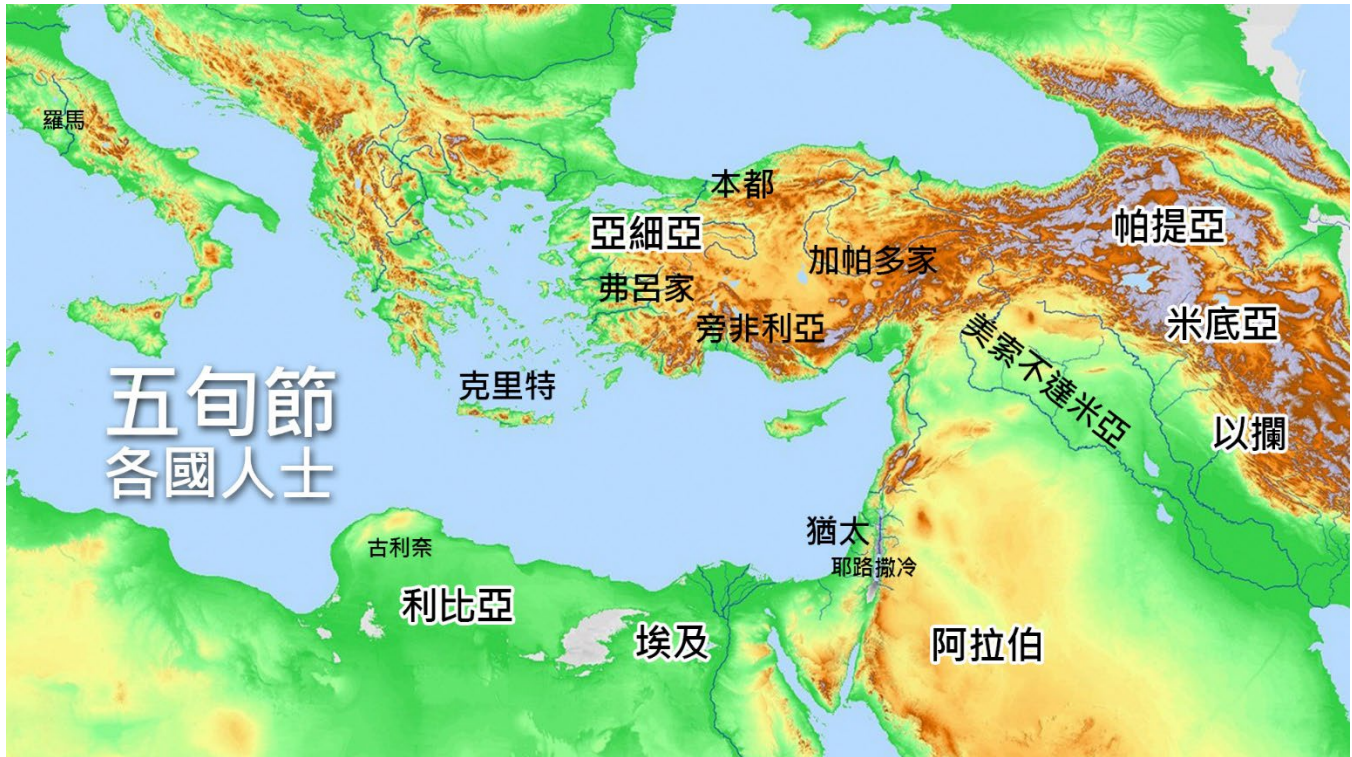 羅馬
本都
亞細亞
帕提亞
加帕多家
弗呂家
旁非利亞
米底亞
美索不達米亞
克里特
五旬節
各國人士
以攔
猶太
古利奈
耶路撒冷
利比亞
埃及
阿拉伯